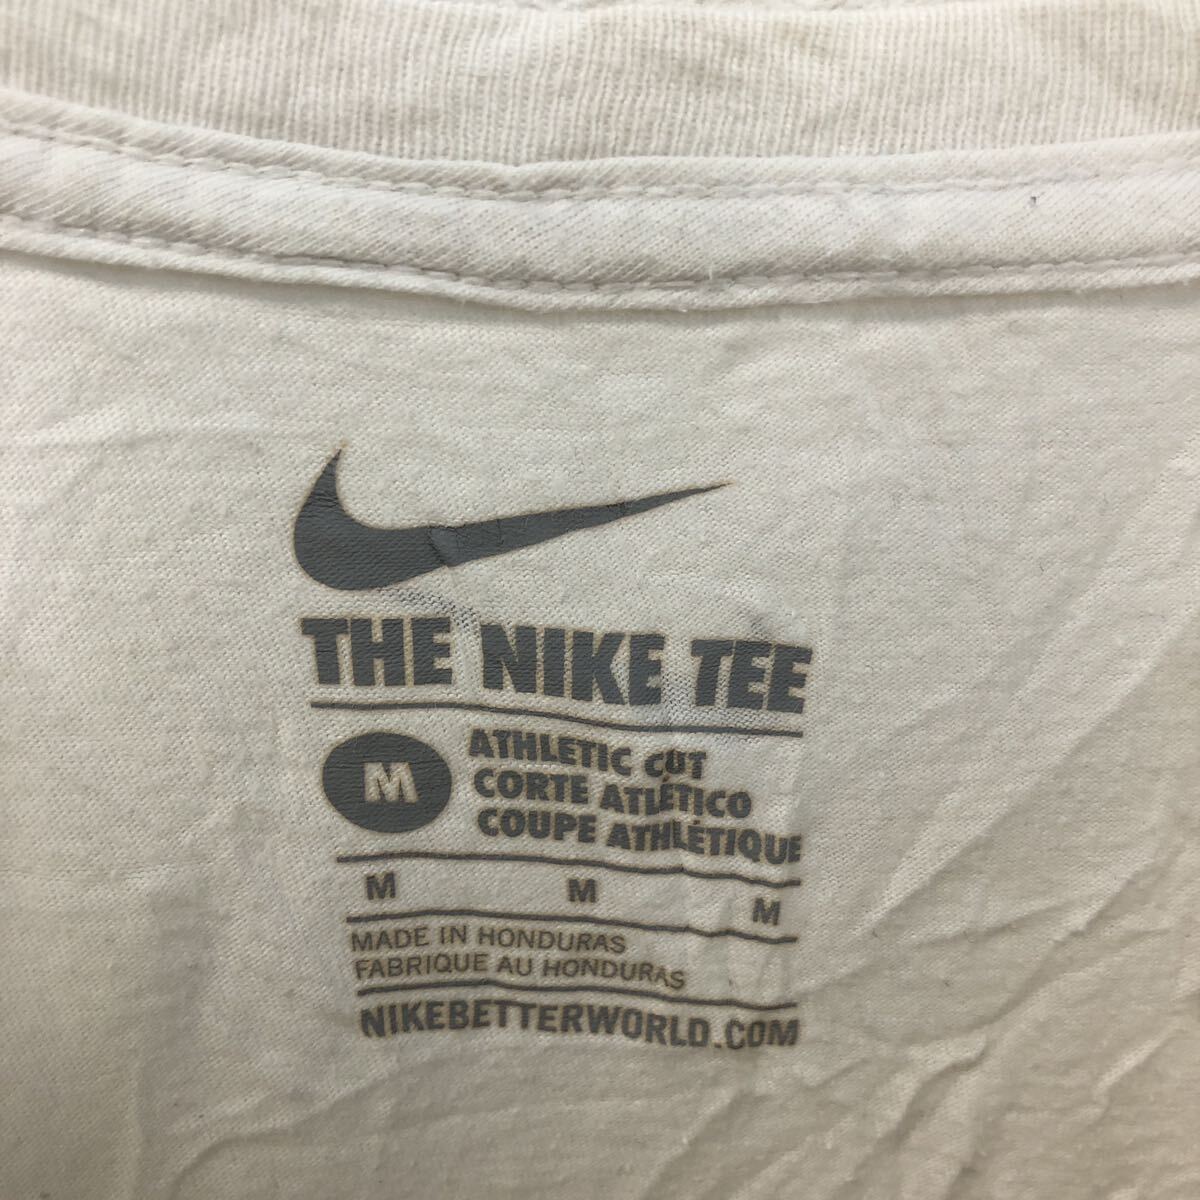 THE NIKE TEE
M
ATHLETIC CUT
CORTE ATLÉTICO
COUPE ATHLÉTIQUE
M M M
MADE IN HONDURAS
FABRIQUE AU HONDURAS
NIKEBETTERWORLD.COM